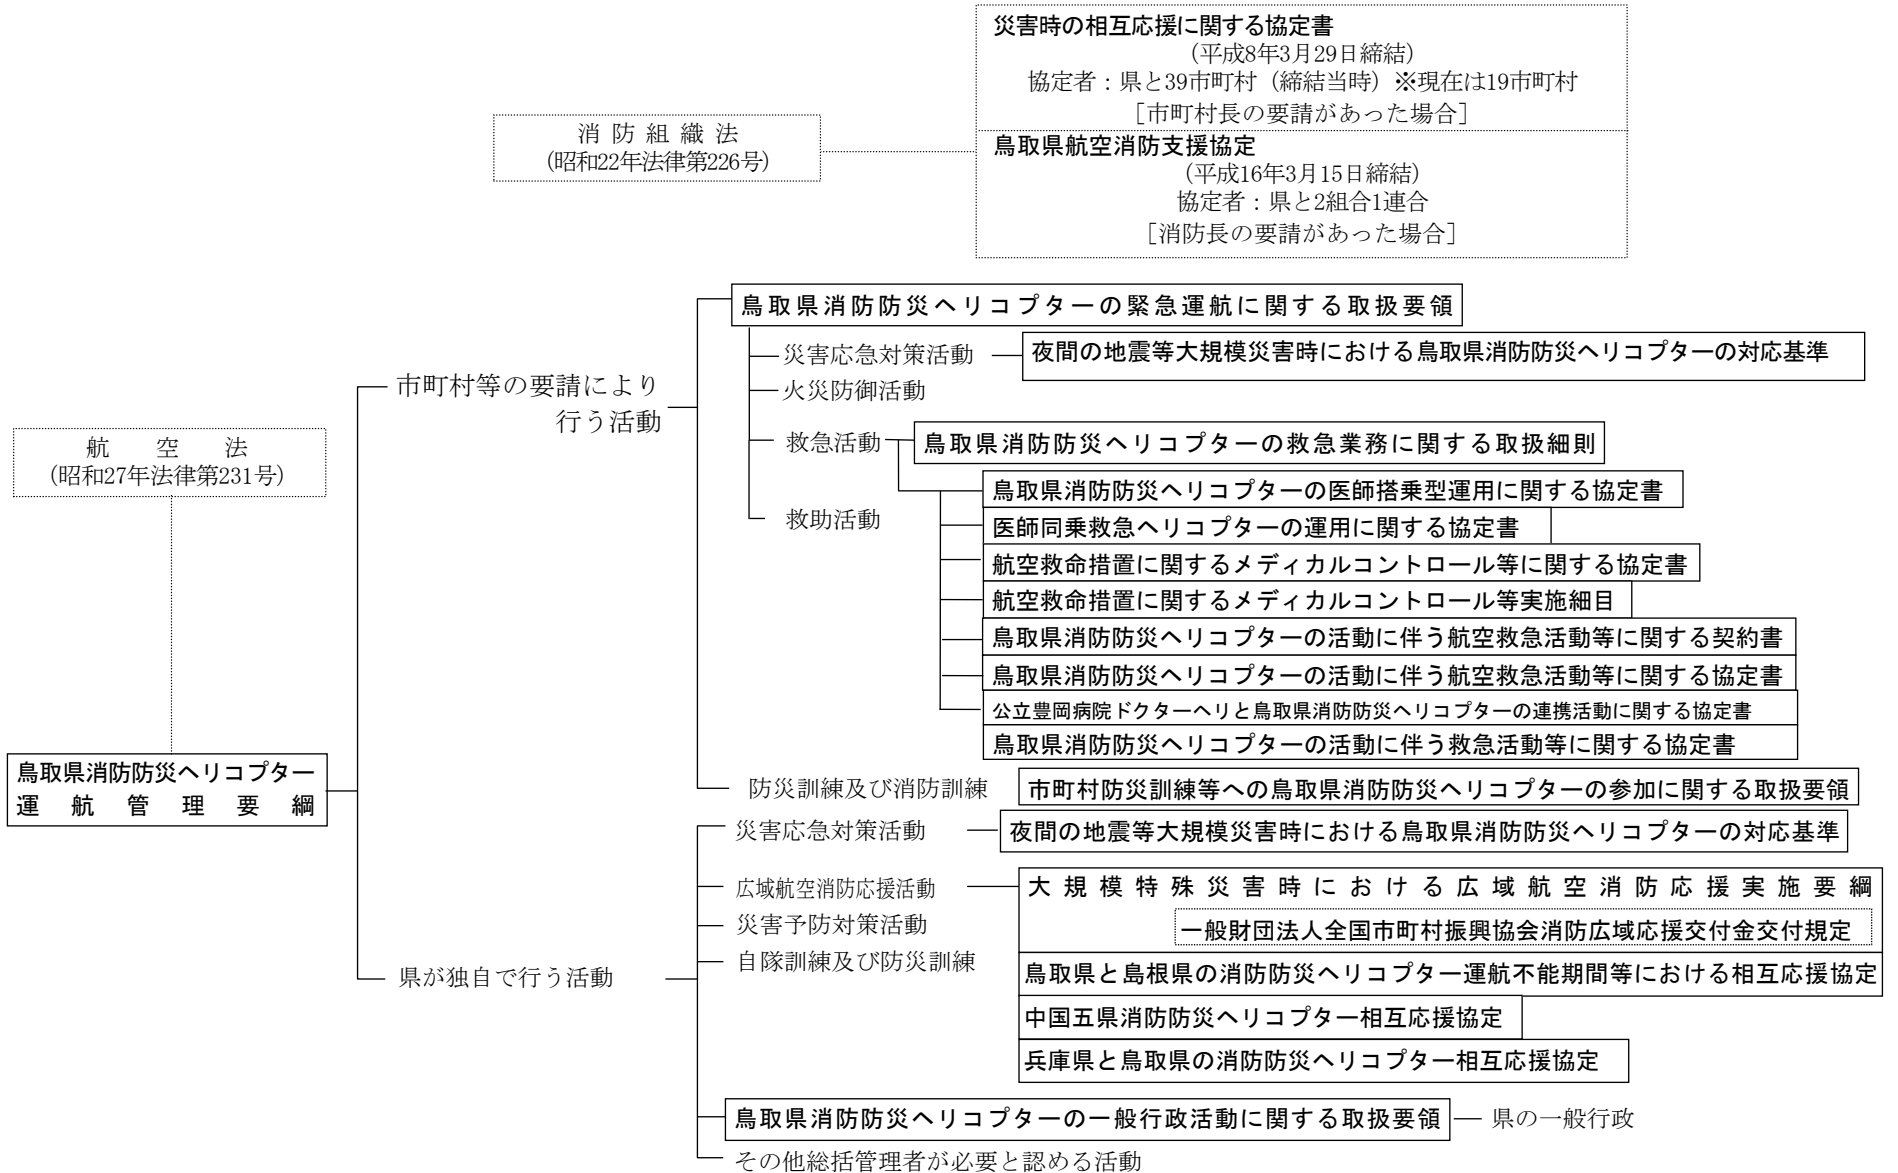 災害時の相互応援に関する協定書
(平成8年3月29日締結)
協定者：県と39市町村（締結当時）※現在は19市町村
［市町村長の要請があった場合］
消防組織法
(昭和22年法律第226号)
鳥取県航空消防支援協定
(平成16年3月15日締結)
協定者：県と2組合1連合
［消防長の要請があった場合］
鳥取県消防防災ヘリコプターの緊急運航に関する取扱要領
災害応急対策活動
夜間の地震等大規模災害時における鳥取県消防防災ヘリコプターの対応基準
市町村等の要請により
行う活動
火災防御活動
航空法
(昭和27年法律第231号)
救急活動
鳥取県消防防災ヘリコプターの救急業務に関する取扱細則
鳥取県消防防災ヘリコプターの医師搭乗型運用に関する協定書
救助活動
医師同乗救急ヘリコプターの運用に関する協定書
航空救命措置に関するメディカルコントロール等に関する協定書
航空救命措置に関するメディカルコントロール等実施細目
鳥取県消防防災ヘリコプターの活動に伴う航空救急活動等に関する契約書
鳥取県消防防災ヘリコプターの活動に伴う航空救急活動等に関する協定書
公立豊岡病院ドクターヘリと鳥取県消防防災ヘリコプターの連携活動に関する協定書
鳥取県消防防災ヘリコプターの活動に伴う救急活動等に関する協定書
鳥取県消防防災ヘリコプター
運航管理要綱
防災訓練及び消防訓練
市町村防災訓練等への鳥取県消防防災ヘリコプターの参加に関する取扱要領
災害応急対策活動
夜間の地震等大規模災害時における鳥取県消防防災ヘリコプターの対応基準
広域航空消防応援活動
大規模特殊災害時における広域航空消防応援実施要綱
災害予防対策活動
一般財団法人全国市町村振興協会消防広域応援交付金交付規定
自隊訓練及び防災訓練
県が独自で行う活動
鳥取県と島根県の消防防災ヘリコプター運航不能期間等における相互応援協定
中国五県消防防災ヘリコプター相互応援協定
兵庫県と鳥取県の消防防災ヘリコプター相互応援協定
鳥取県消防防災ヘリコプターの一般行政活動に関する取扱要領
県の一般行政
その他総括管理者が必要と認める活動